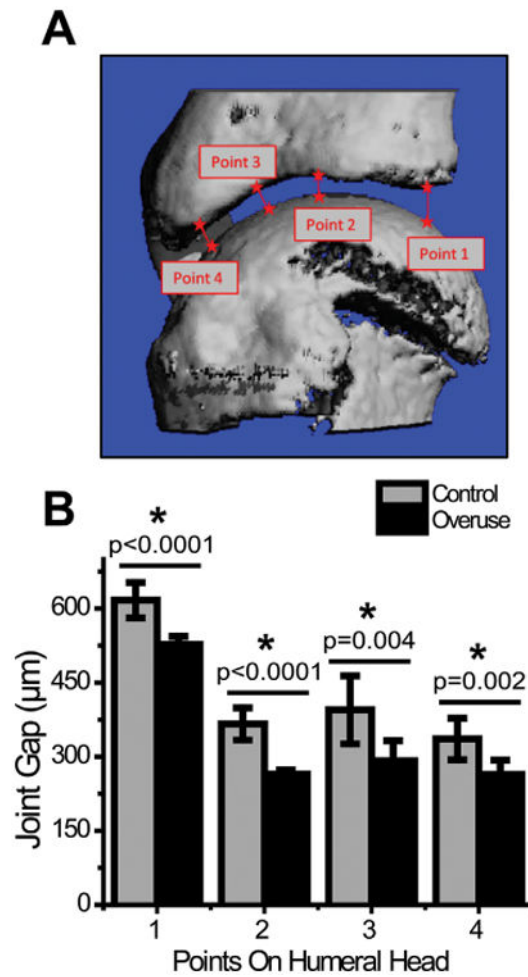 A
Point 3
Point 2
Point 1
Point 4
B
Control
Overuse
*
p<0.0001
*
p<0.0001
*
p=0.004
*
p=0.002
600
450
300
150
0
Joint Gap (µm)
1 2 3 4
Points On Humeral Head